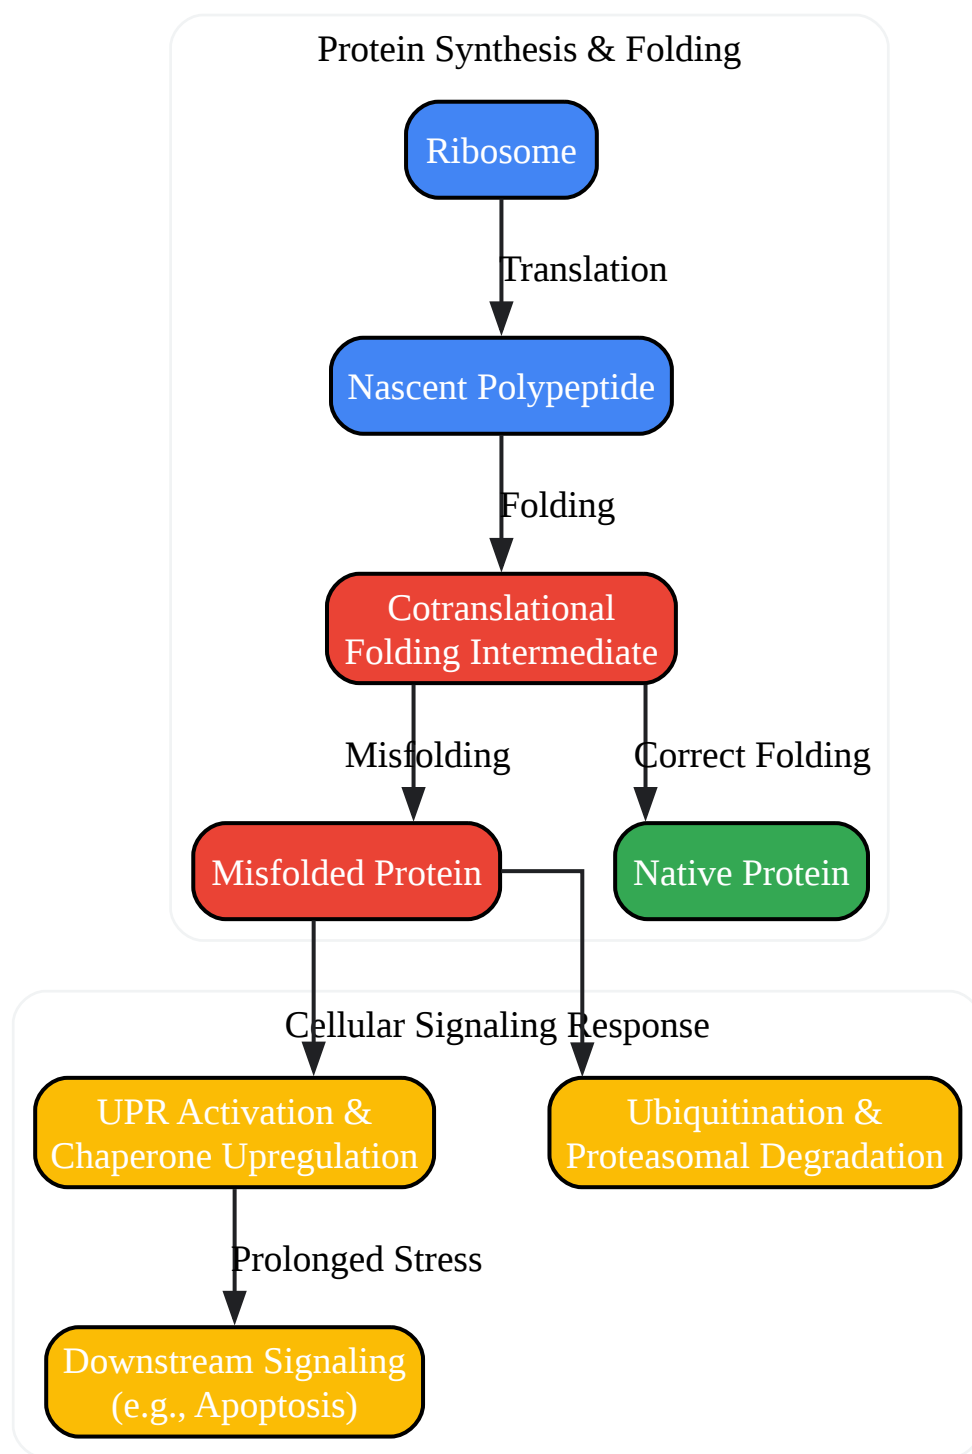 Protein Synthesis & Folding
Ribosome
Translation
Nascent Polypeptide
Folding
Cotranslational
Folding Intermediate
Misfolding
Correct Folding
Misfolded Protein
Native Protein
Cellular Signaling Response
UPR Activation &
Chaperone Upregulation
Ubiquitination &
Proteasomal Degradation
Prolonged Stress
Downstream Signaling
(e.g., Apoptosis)